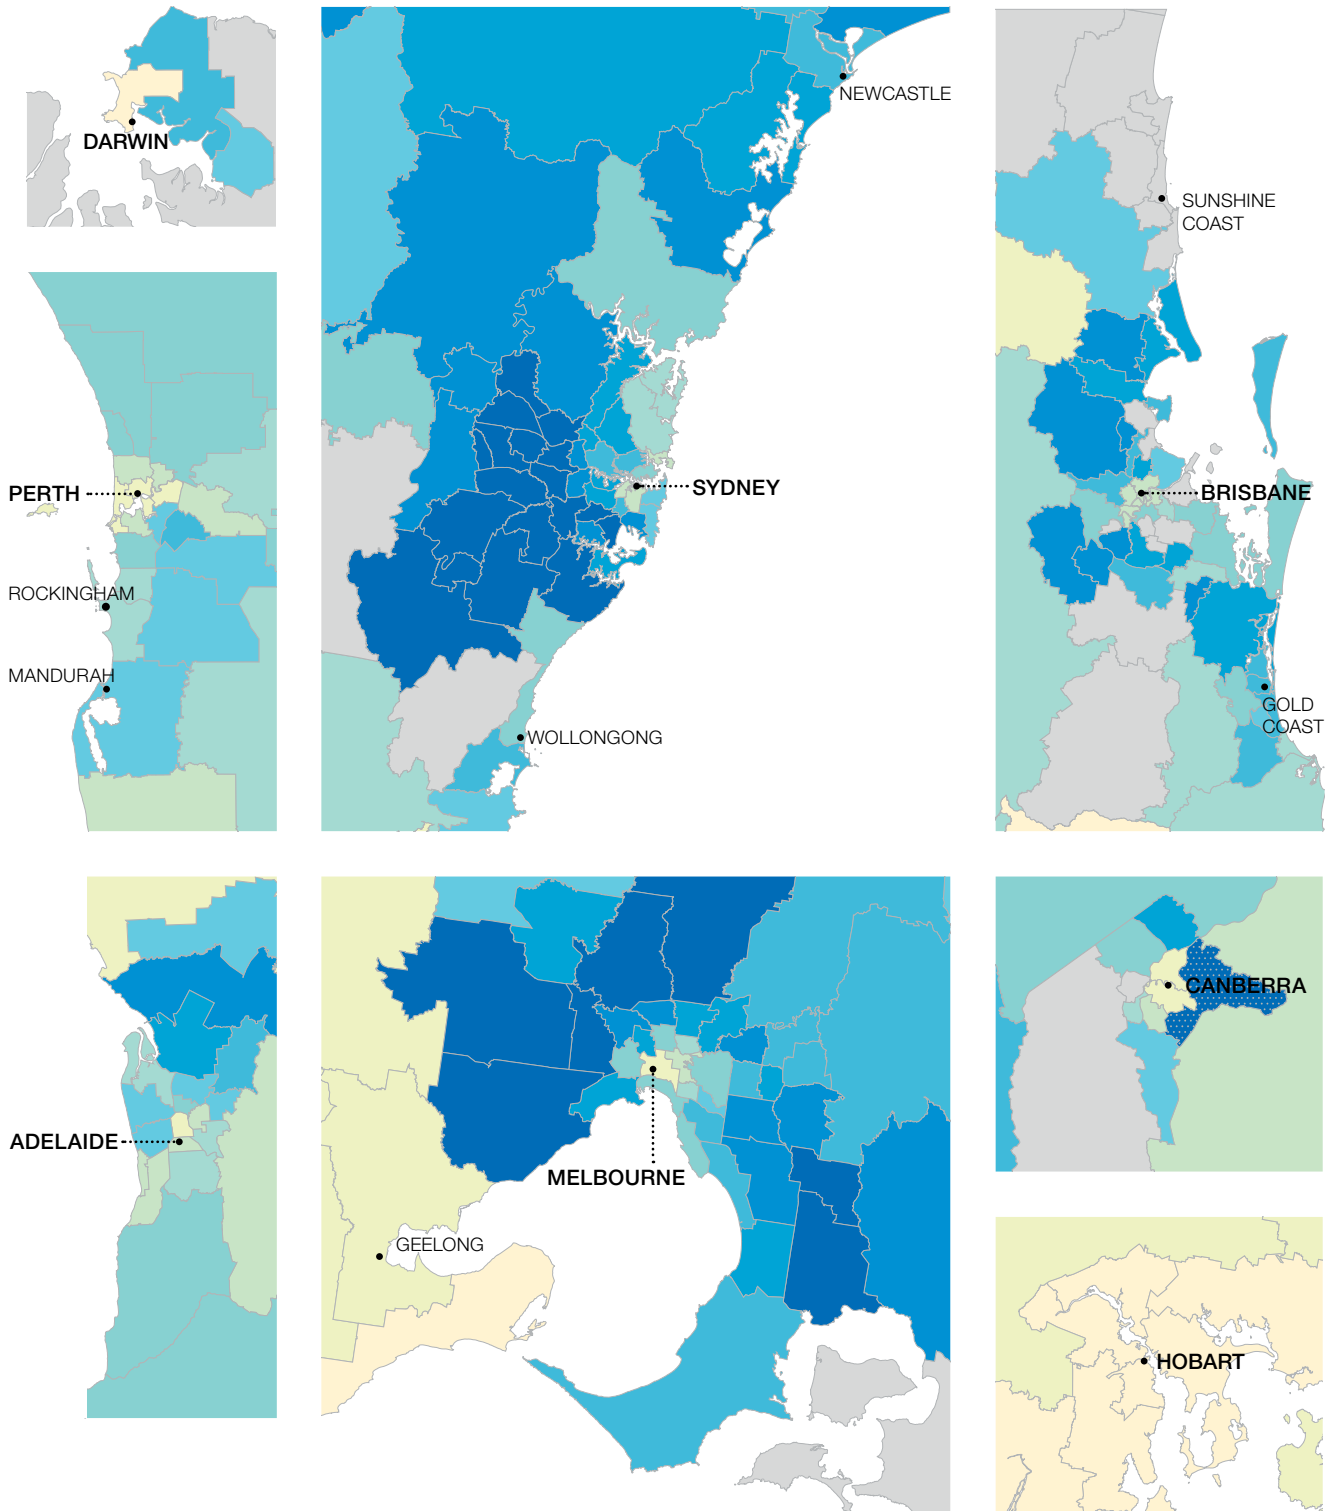 DARWIN
NEWCASTLE
SUNSHINE
COAST
PERTH
SYDNEY
BRISBANE
ROCKINGHAM
MANDURAH
GOLD
COAST
WOLLONGONG
CANBERRA
ADELAIDE
MELBOURNE
GEELONG
HOBART